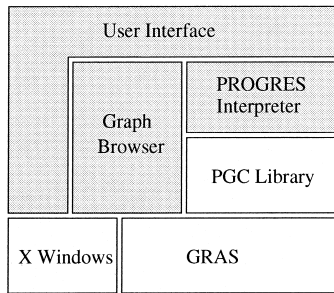 User Interface
PROGRES
Interpreter
Graph
Browser
PGC Library
X Windows
GRAS